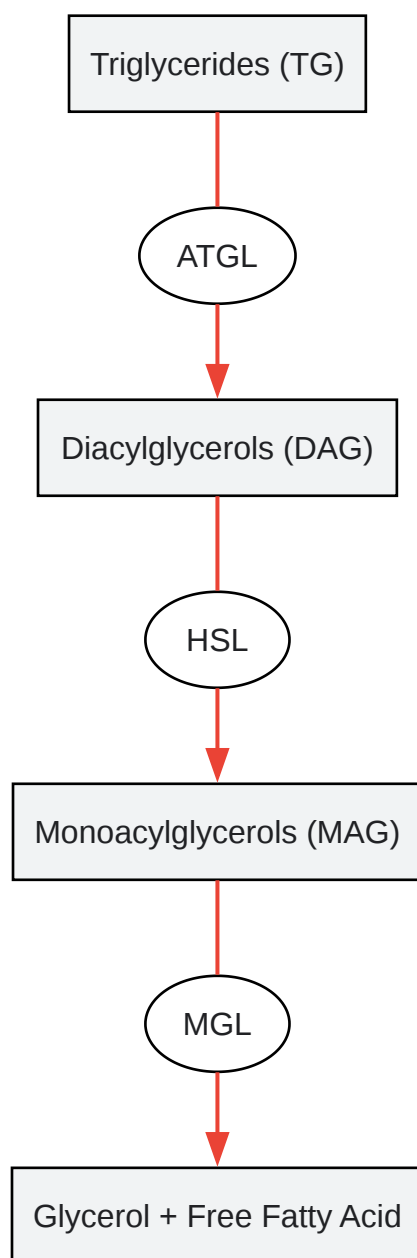 Triglycerides (TG)
ATGL
Diacylglycerols (DAG)
HSL
Monoacylglycerols (MAG)
MGL
Glycerol + Free Fatty Acid